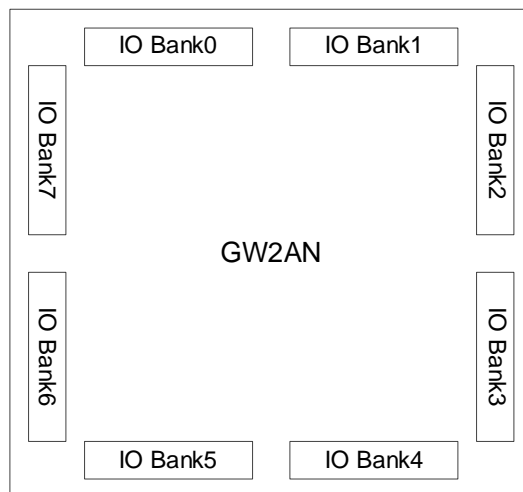 IO Bank0
IO Bank1
IO Bank7
IO Bank2
GW2AN
IO Bank6
IO Bank3
IO Bank5
IO Bank4